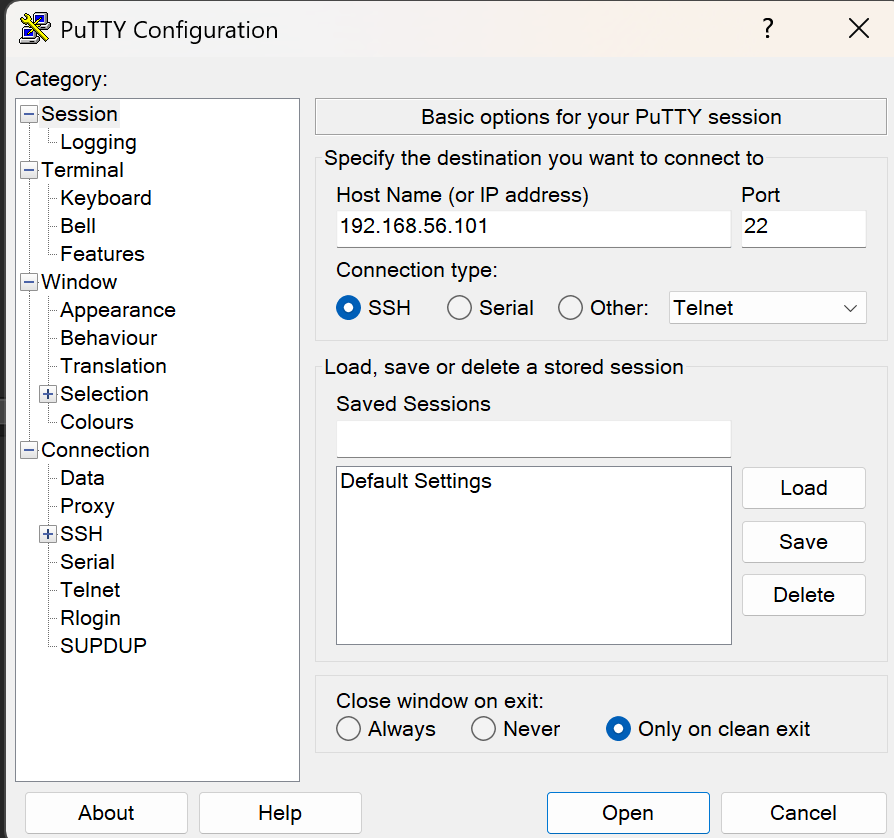 PuTTY Configuration
?
Category:
Session
Logging
Terminal
Keyboard
Bell
Features
Window
Appearance
Behaviour
Translation
Selection
Colours
Connection
Data
Proxy
SSH
Serial
Telnet
Rlogin
SUPDUP
Basic options for your PuTTY session
Specify the destination you want to connect to
Host Name (or IP address) Port
192.168.56.101 22
Connection type:
SSH Serial Other: Telnet
Load, save or delete a stored session
Saved Sessions
Default Settings
Load
Save
Delete
Close window on exit:
Always Never Only on clean exit
About Help Open Cancel